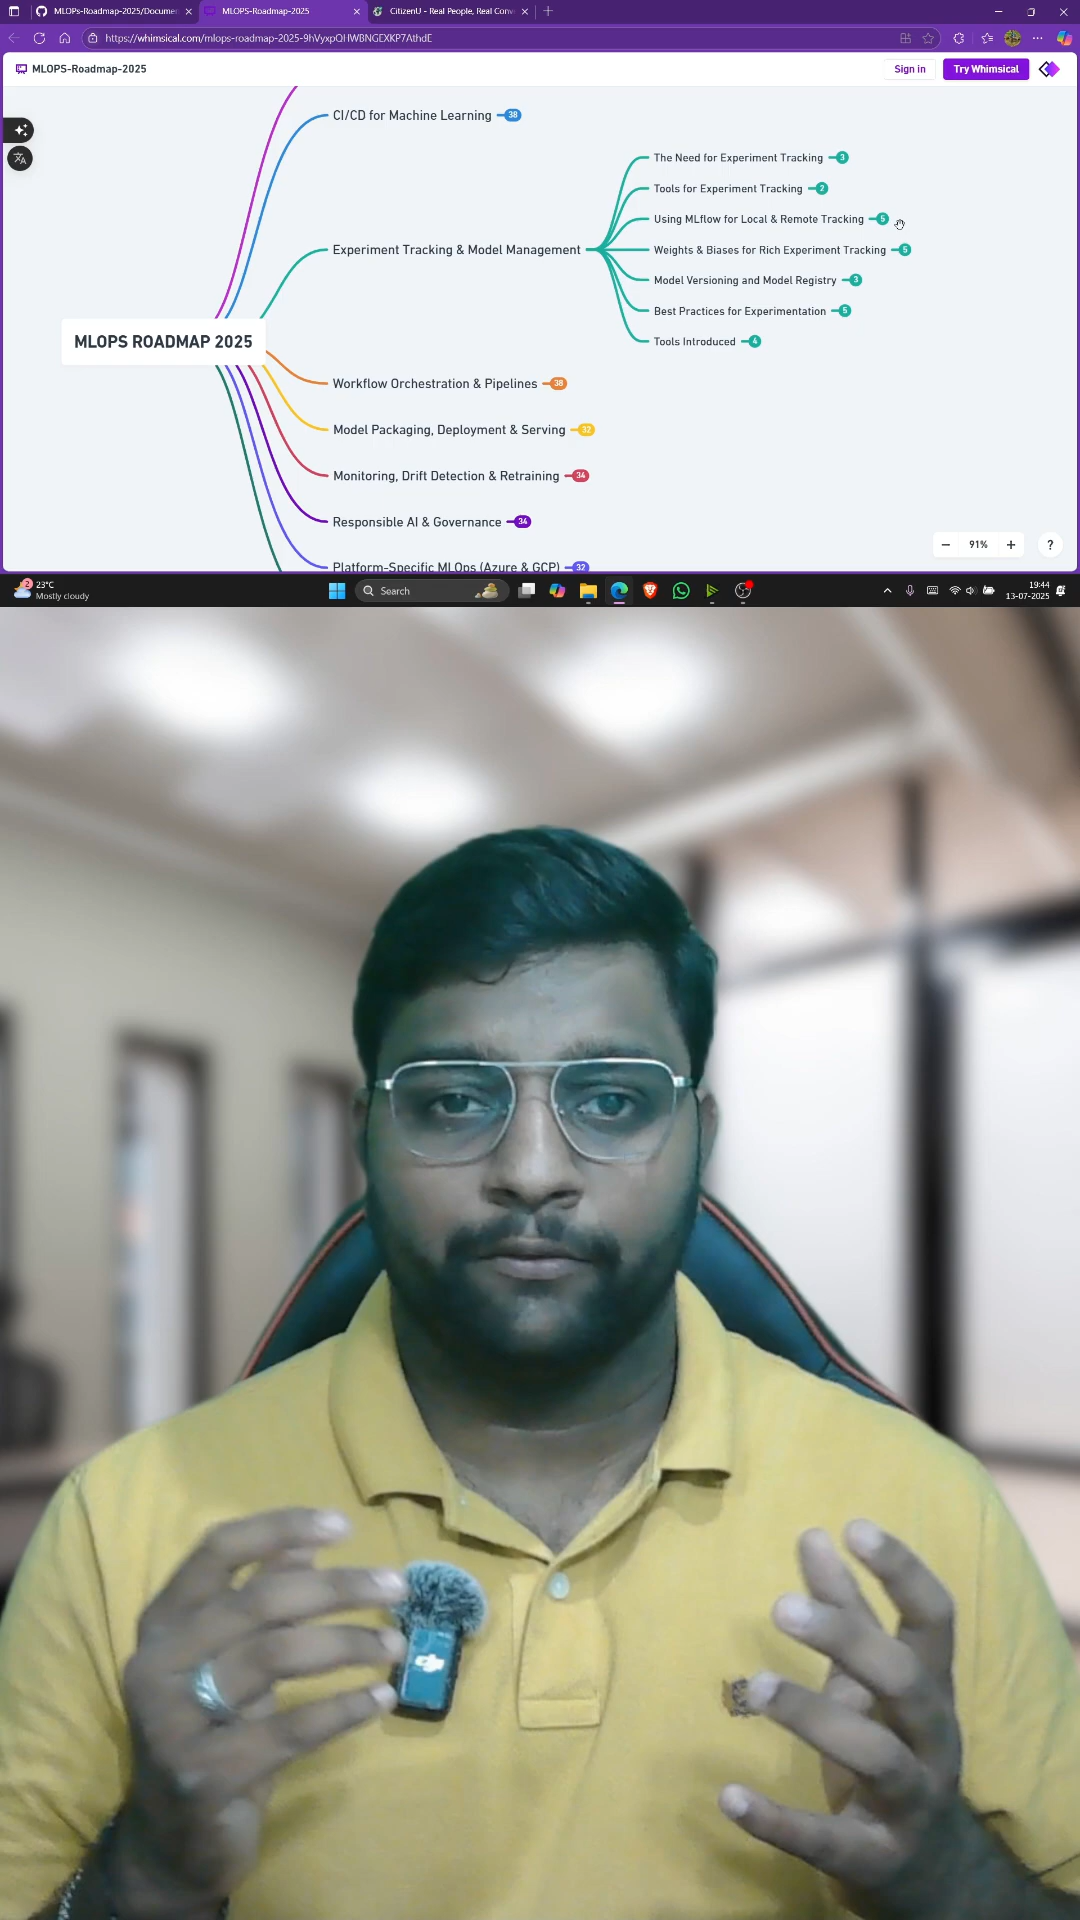 MLOPs-Roadmap-2025/Documen
MLOPS-Roadmap-2025
CitizenU - Real People, Real Conv
https://whimsical.com/mlops-roadmap-2025-9hVyxpQHWBNGEXKP7AthdE
MLOPS-Roadmap-2025
Sign in
Try Whimsical
CI/CD for Machine Learning 38
The Need for Experiment Tracking 3
Tools for Experiment Tracking 2
Using MLflow for Local & Remote Tracking 5
Experiment Tracking & Model Management
Weights & Biases for Rich Experiment Tracking 5
Model Versioning and Model Registry 3
Best Practices for Experimentation 5
Tools Introduced 4
MLOPS ROADMAP 2025
Workflow Orchestration & Pipelines 38
Model Packaging, Deployment & Serving 32
Monitoring, Drift Detection & Retraining 34
Responsible AI & Governance 34
Platform-Specific MLOps (Azure & GCP) 32
91%
?
2
23°C
Mostly cloudy
Search
19:44
13-07-2025